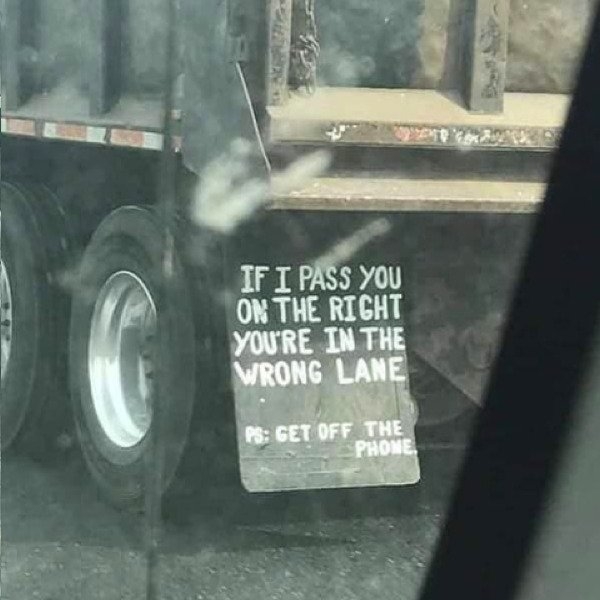 IF I PASS YOU
ON THE RIGHT
YOU'RE IN THE
WRONG LANE
PS: GET OFF THE
PHONE